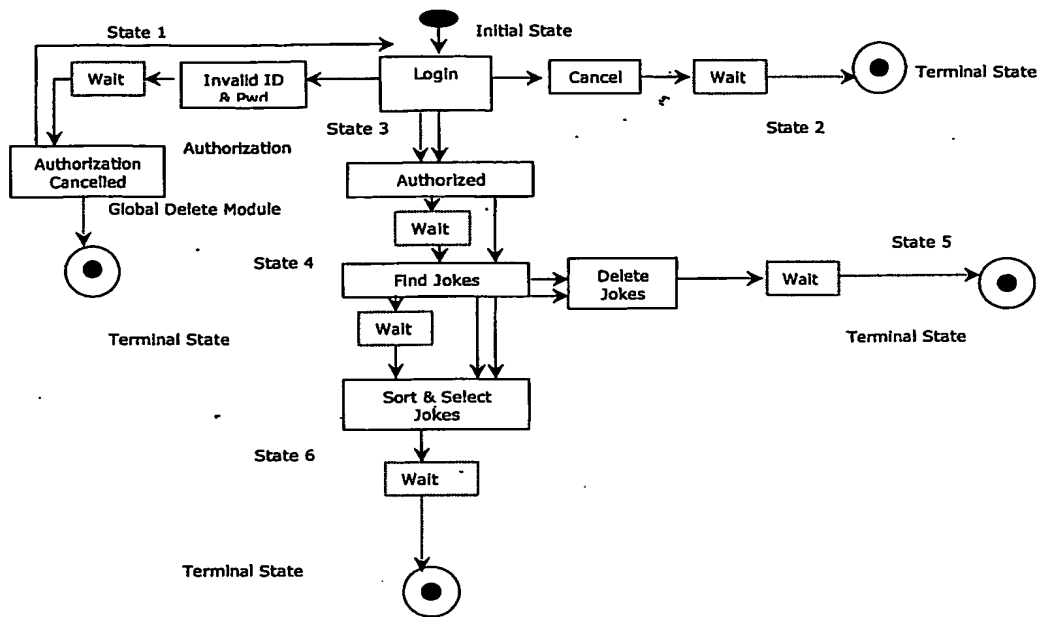 State 1
Initial State
Login
Wait
Invalid ID
& Pwd
Cancel
Wait
Terminal State
State 3
State 2
Authorization
Authorization
Cancelled
Authorized
Global Delete Module
Wait
State 4
State 5
Find Jokes
Delete
Jokes
Wait
Wait
Terminal State
Terminal State
Sort & Select
Jokes
State 6
Wait
Terminal State